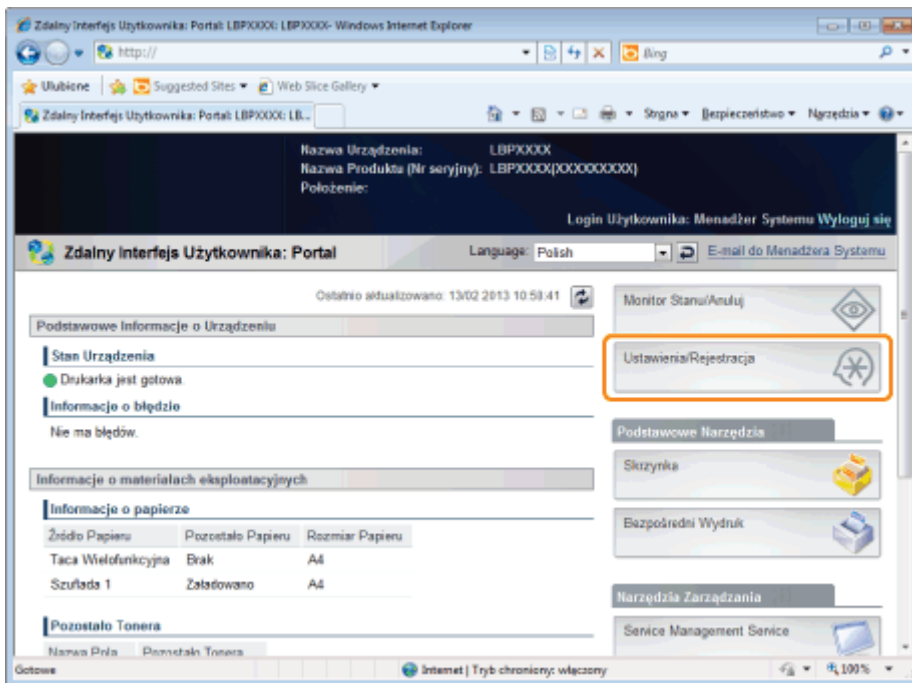 Zdalny Interfejs Użytkownika: Portal: LBPXXXX: LBPXXXX- Windows Internet Explorer
http://
Bing
Ulubione
Suggested Sites
Web Slice Gallery
Zdalny Interfejs Użytkownika: Portal: LBPXXXX: LB...
Strona
Bezpieczeństwo
Narzędzia
Nazwa Urządzenia: LBPXXXX
Nazwa Produktu (Nr seryjny): LBPXXXX(XXXXXXXXX)
Położenie:
Login Użytkownika: Menadżer Systemu Wyloguj się
Zdalny Interfejs Użytkownika: Portal
Language: Polish
E-mail do Menadżera Systemu
Ostatnio aktualizowano: 13/02 2013 10:58:41
Podstawowe Informacje o Urządzeniu
Stan Urządzenia
Drukarka jest gotowa.
Informacje o błędzie
Nie ma błędów.
Informacje o materiałach eksploatacyjnych
Informacje o papierze
Źródło Papieru Pozostało Papieru Rozmiar Papieru
Taca Wielofunkcyjna Brak A4
Szuflada 1 Załadowano A4
Pozostało Tonera
Nazwa Pola Pozostało Tonera
Monitor Stanu/Anuluj
Ustawienia/Rejestracja
Podstawowe Narzędzia
Skrzynka
Bezpośredni Wydruk
Narzędzia Zarządzania
Service Management Service
Gotowe
Internet | Tryb chroniony: włączony
100%